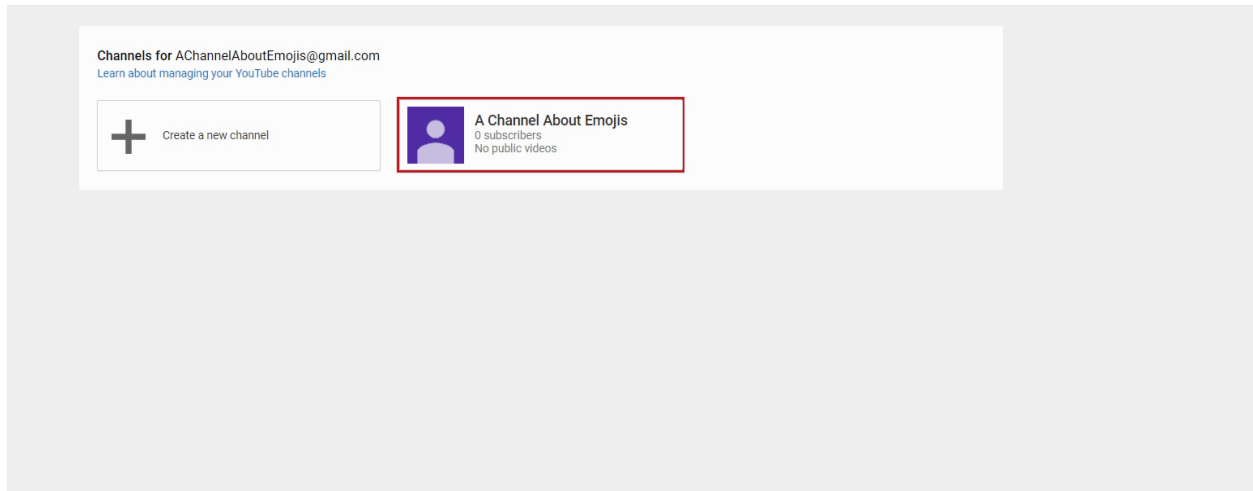 Channels for AChannelAboutEmojis@gmail.com
Learn about managing your YouTube channels
Create a new channel
A Channel About Emojis
0 subscribers
No public videos